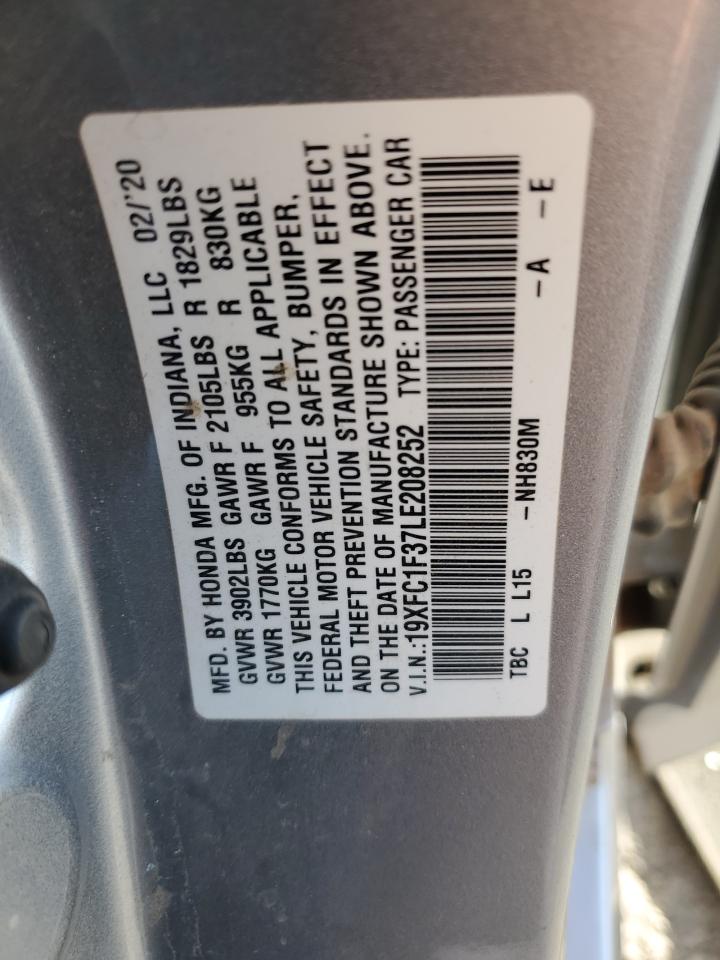 MFD. BY HONDA MFG. OF INDIANA, LLC 02/'20
GVWR 3902LBS GAWR F 2105LBS R 1829LBS
GVWR 1770KG GAWR F 955KG R 830KG
THIS VEHICLE CONFORMS TO ALL APPLICABLE
FEDERAL MOTOR VEHICLE SAFETY, BUMPER,
AND THEFT PREVENTION STANDARDS IN EFFECT
ON THE DATE OF MANUFACTURE SHOWN ABOVE.
V.I.N.:19XFC1F37LE208252 TYPE: PASSENGER CAR
TBC L L15 -NH830M -A -E